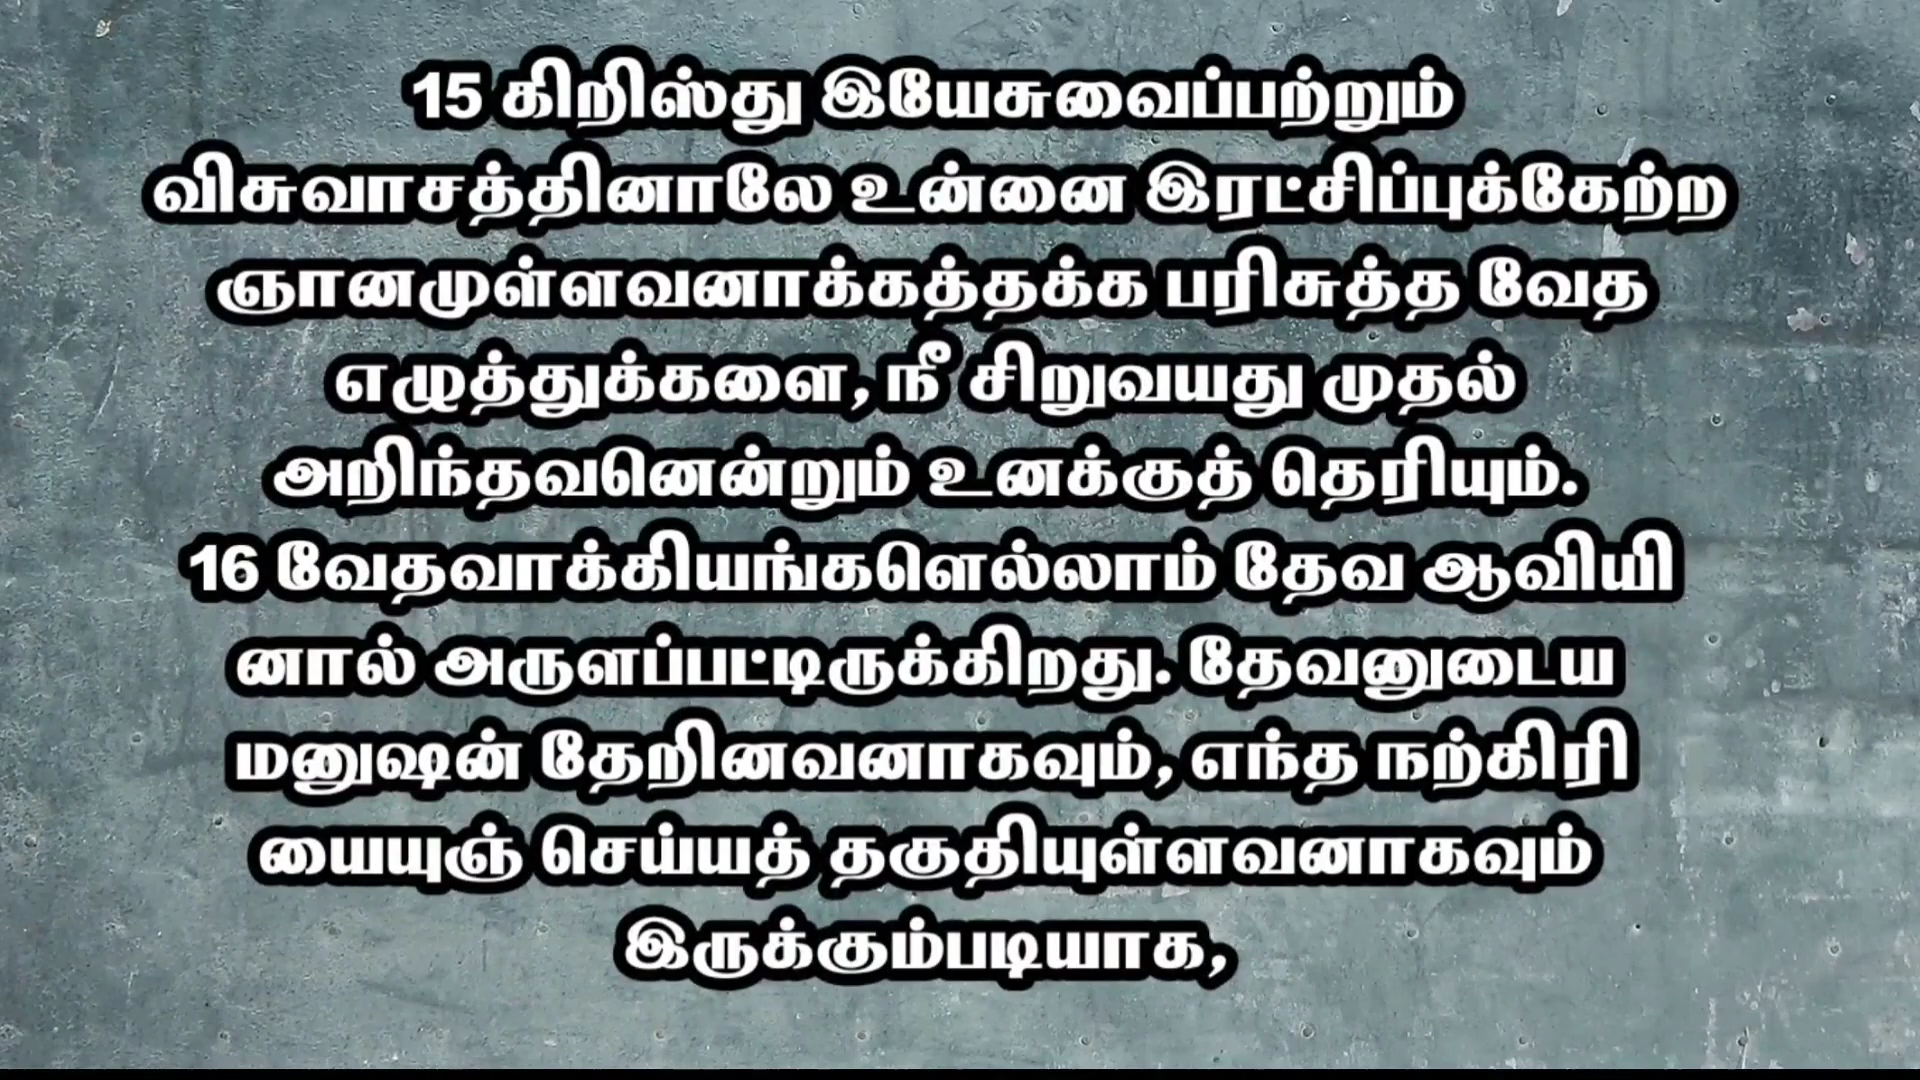 15 கிறிஸ்து இயேசுவைப்பற்றும்
விசுவாசத்தினாலே உன்னை இரட்சிப்புக்கேற்ற
ஞானமுள்ளவனாக்கத்தக்க பரிசுத்த வேத
எழுத்துக்களை, நீ சிறுவயது முதல்
அறிந்தவனென்றும் உனக்குத் தெரியும்.
16 வேதவாக்கியங்களெல்லாம் தேவ ஆவியி
னால் அருளப்பட்டிருக்கிறது. தேவனுடைய
மனுஷன் தேறினவனாகவும், எந்த நற்கிரி
யையுஞ் செய்யத் தகுதியுள்ளவனாகவும்
இருக்கும்படியாக,